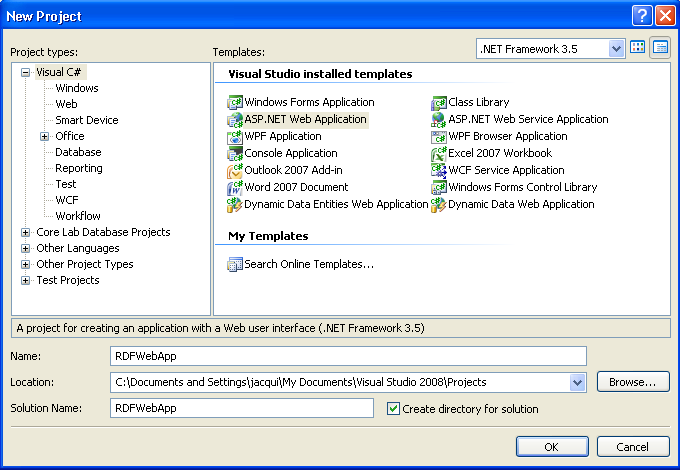 New Project
Project types:
Templates:
.NET Framework 3.5
Visual C#
Windows
Web
Smart Device
Office
Database
Reporting
Test
WCF
Workflow
Core Lab Database Projects
Other Languages
Other Project Types
Test Projects
Visual Studio installed templates
Windows Forms Application
Class Library
ASP.NET Web Application
ASP.NET Web Service Application
WPF Application
WPF Browser Application
Console Application
Excel 2007 Workbook
Outlook 2007 Add-in
WCF Service Application
Word 2007 Document
Windows Forms Control Library
Dynamic Data Entities Web Application
Dynamic Data Web Application
My Templates
Search Online Templates...
A project for creating an application with a Web user interface (.NET Framework 3.5)
Name:
RDFWebApp
Location:
C:\Documents and Settings\jacqui\My Documents\Visual Studio 2008\Projects
Browse...
Solution Name:
RDFWebApp
Create directory for solution
OK
Cancel